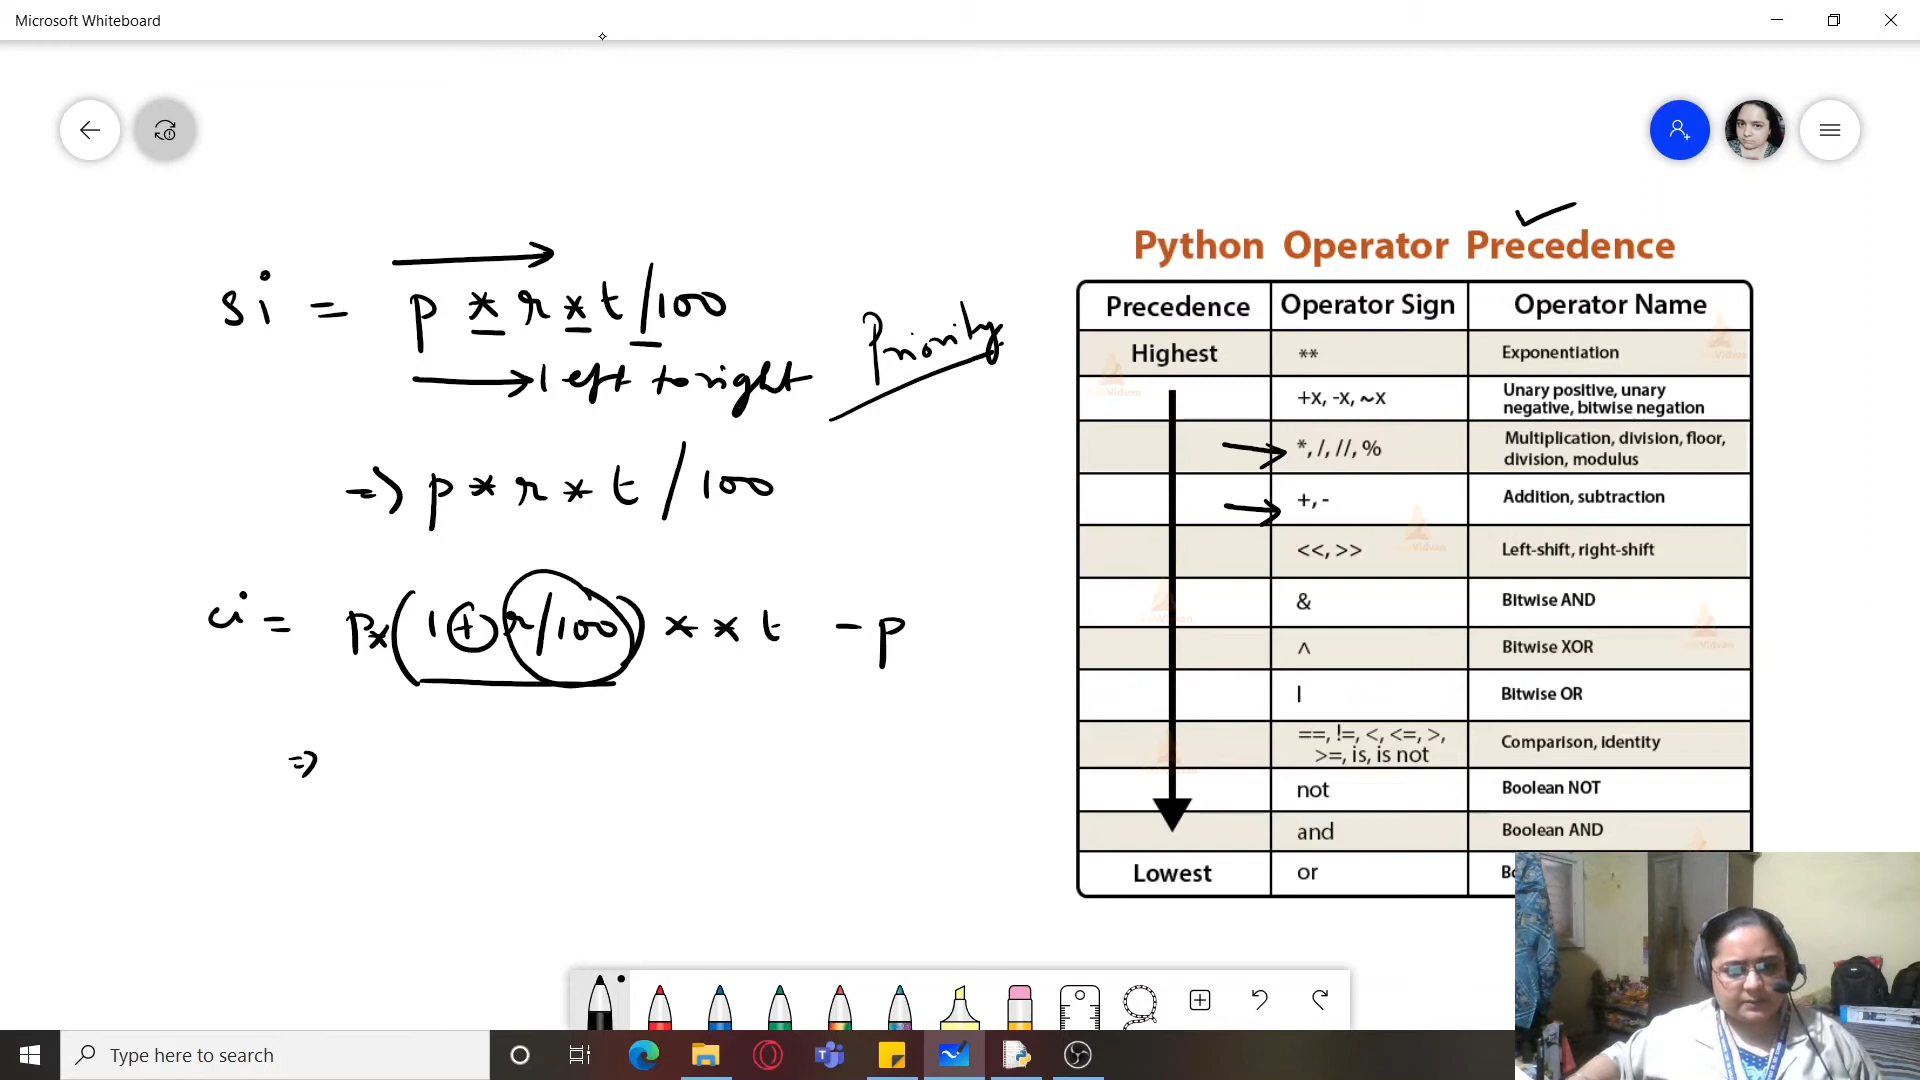 Microsoft Whiteboard
si = p * r * t / 100
left to right
Priority
=> p * r * t / 100
ci = p * ( 1 + r / 100 ) * * t - p
=>
Python Operator Precedence
Precedence Operator Sign Operator Name
Highest ** Exponentiation
+x, -x, ~x Unary positive, unary negative, bitwise negation
*, /, //, % Multiplication, division, floor, division, modulus
+, - Addition, subtraction
<<, >> Left-shift, right-shift
& Bitwise AND
^ Bitwise XOR
| Bitwise OR
==, !=, <, <=, >, >=, is, is not Comparison, identity
not Boolean NOT
and Boolean AND
Lowest or
Type here to search